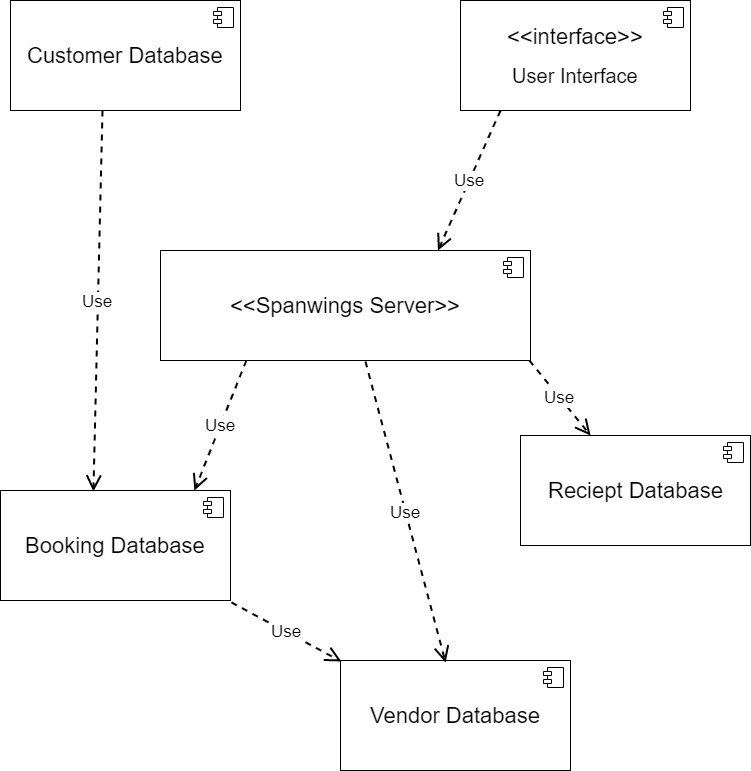 Customer Database
<<interface>>
User Interface
Use
Use
<<Spanwings Server>>
Use
Use
Reciept Database
Use
Booking Database
Use
Vendor Database